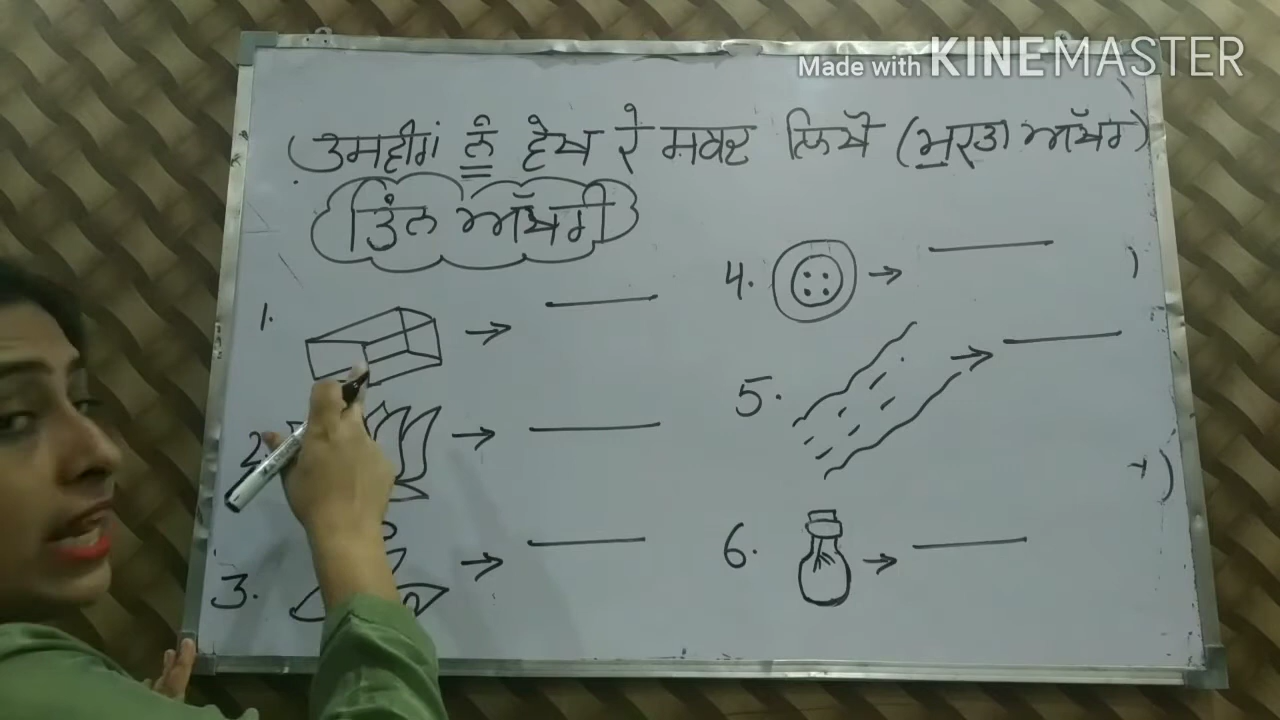 Made with KINEMASTER
ਤਸਵੀਰਾਂ ਨੂੰ ਵੇਖ ਕੇ ਸ਼ਬਦ ਲਿਖੋ (ਮੁਕਤਾ ਅੱਖਰ)
ਤਿੰਨ ਅੱਖਰੀ
1.
2.
3.
4.
5.
6.